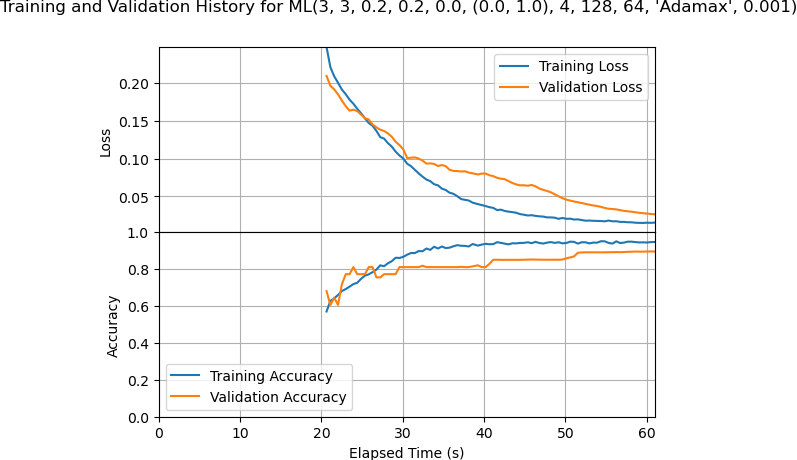 Training and Validation History for ML(3, 3, 0.2, 0.2, 0.0, (0.0, 1.0), 4, 128, 64, 'Adamax', 0.001)
Loss
0.20
0.15
0.10
0.05
Training Loss
Validation Loss
Accuracy
1.0
0.8
0.6
0.4
0.2
0.0
Training Accuracy
Validation Accuracy
0 10 20 30 40 50 60
Elapsed Time (s)